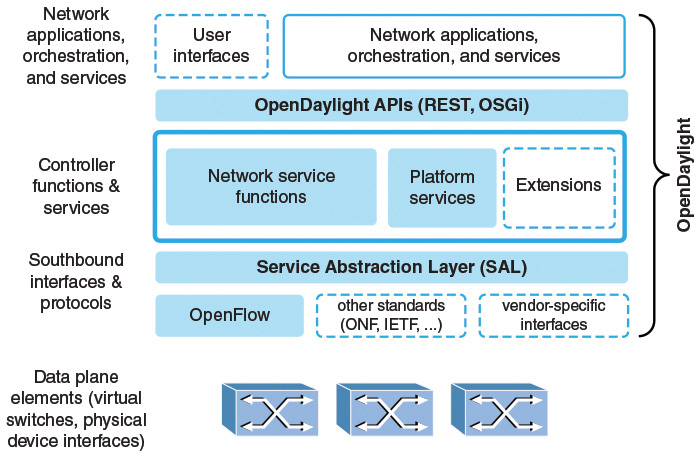 Network
applications,
orchestration,
and services
User
interfaces
Network applications,
orchestration, and services
OpenDaylight APIs (REST, OSGi)
Controller
functions &
services
Network service
functions
Platform
services
Extensions
Southbound
interfaces &
protocols
Service Abstraction Layer (SAL)
OpenFlow
other standards
(ONF, IETF, ...)
vendor-specific
interfaces
OpenDaylight
Data plane
elements (virtual
switches, physical
device interfaces)